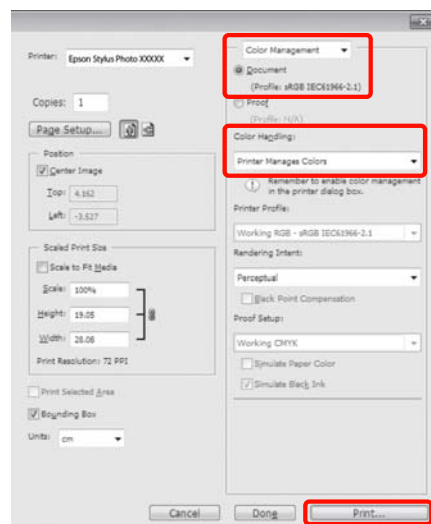 Printer: Epson Stylus Photo XXXXX
Copies: 1
Page Setup...
Position
Center Image
Top: 4.162
Left: -3.527
Scaled Print Size
Scale to Fit Media
Scale: 100%
Height: 19.05
Width: 28.08
Print Resolution: 72 PPI
Print Selected Area
Bounding Box
Units: cm
Color Management
Document
(Profile: sRGB IEC61966-2.1)
Proof
(Profile: N/A)
Color Handling:
Printer Manages Colors
Remember to enable color management
in the printer dialog box.
Printer Profile:
Working RGB - sRGB IEC61966-2.1
Rendering Intent:
Perceptual
Black Point Compensation
Proof Setup:
Working CMYK
Simulate Paper Color
Simulate Black Ink
Cancel
Done
Print...